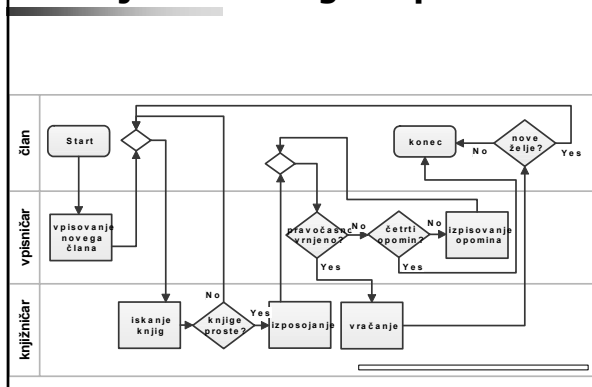 član
Start
konec
nove
želje?
No
Yes
vpisničar
vpisovanje
novega
člana
pravočasno
vrnjeno?
No
četrti
opomin?
No
izpisovanje
opomina
Yes
Yes
knjižničar
No
iskanje
knjig
knjige
proste?
Yes
izposojanje
vračanje